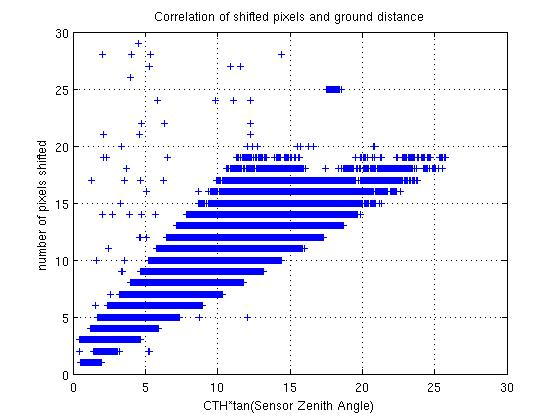 Correlation of shifted pixels and ground distance
30
25
20
15
10
5
0
number of pixels shifted
0 5 10 15 20 25 30
CTH*tan(Sensor Zenith Angle)